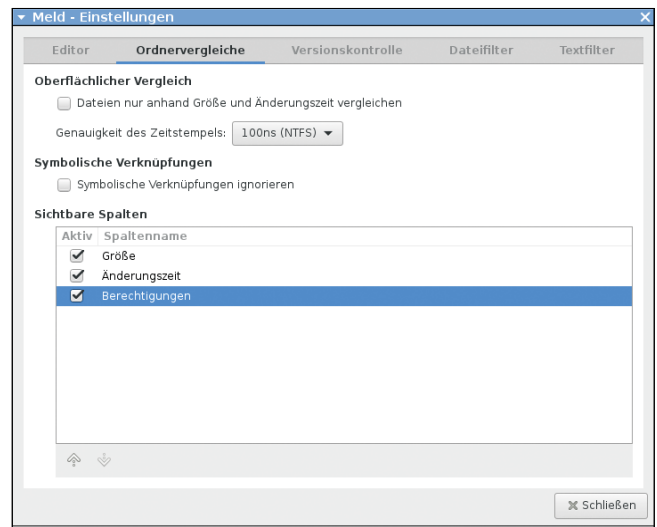 Meld - Einstellungen
Editor Ordnervergleiche Versionskontrolle Dateifilter Textfilter
Oberflächlicher Vergleich
Dateien nur anhand Größe und Änderungszeit vergleichen
Genauigkeit des Zeitstempels: 100ns (NTFS)
Symbolische Verknüpfungen
Symbolische Verknüpfungen ignorieren
Sichtbare Spalten
Aktiv Spaltenname
Größe
Änderungszeit
Berechtigungen
Schließen